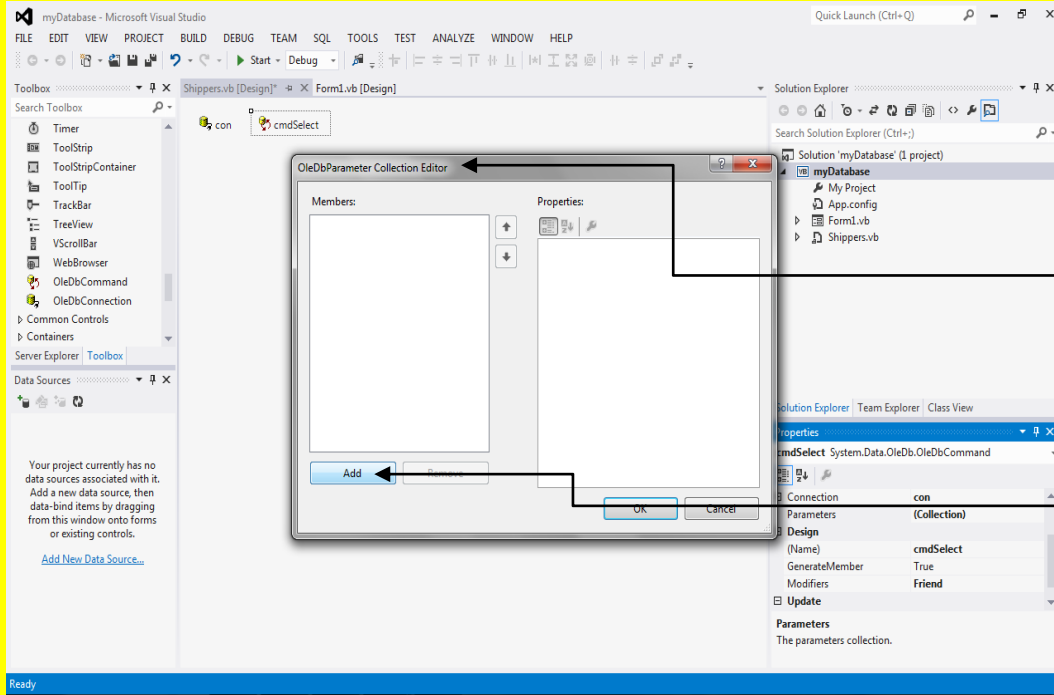 myDatabase - Microsoft Visual Studio
Quick Launch (Ctrl+Q)
FILE EDIT VIEW PROJECT BUILD DEBUG TEAM SQL TOOLS TEST ANALYZE WINDOW HELP
Start Debug
Toolbox
Search Toolbox
Timer
ToolStrip
ToolStripContainer
ToolTip
TrackBar
TreeView
VScrollBar
WebBrowser
OleDbCommand
OleDbConnection
Common Controls
Containers
Server Explorer Toolbox
Data Sources
Your project currently has no
data sources associated with it.
Add a new data source, then
data-bind items by dragging
from this window onto forms
or existing controls.
Add New Data Source...
Shippers.vb [Design]* Form1.vb [Design]
con cmdSelect
OleDbParameter Collection Editor
Members: Properties:
Add Remove
OK Cancel
Solution Explorer
Search Solution Explorer (Ctrl+;)
Solution 'myDatabase' (1 project)
VB myDatabase
My Project
App.config
Form1.vb
Shippers.vb
Solution Explorer Team Explorer Class View
Properties
cmdSelect System.Data.OleDb.OleDbCommand
Connection con
Parameters (Collection)
Design
(Name) cmdSelect
GenerateMember True
Modifiers Friend
Update
Parameters
The parameters collection.
Ready